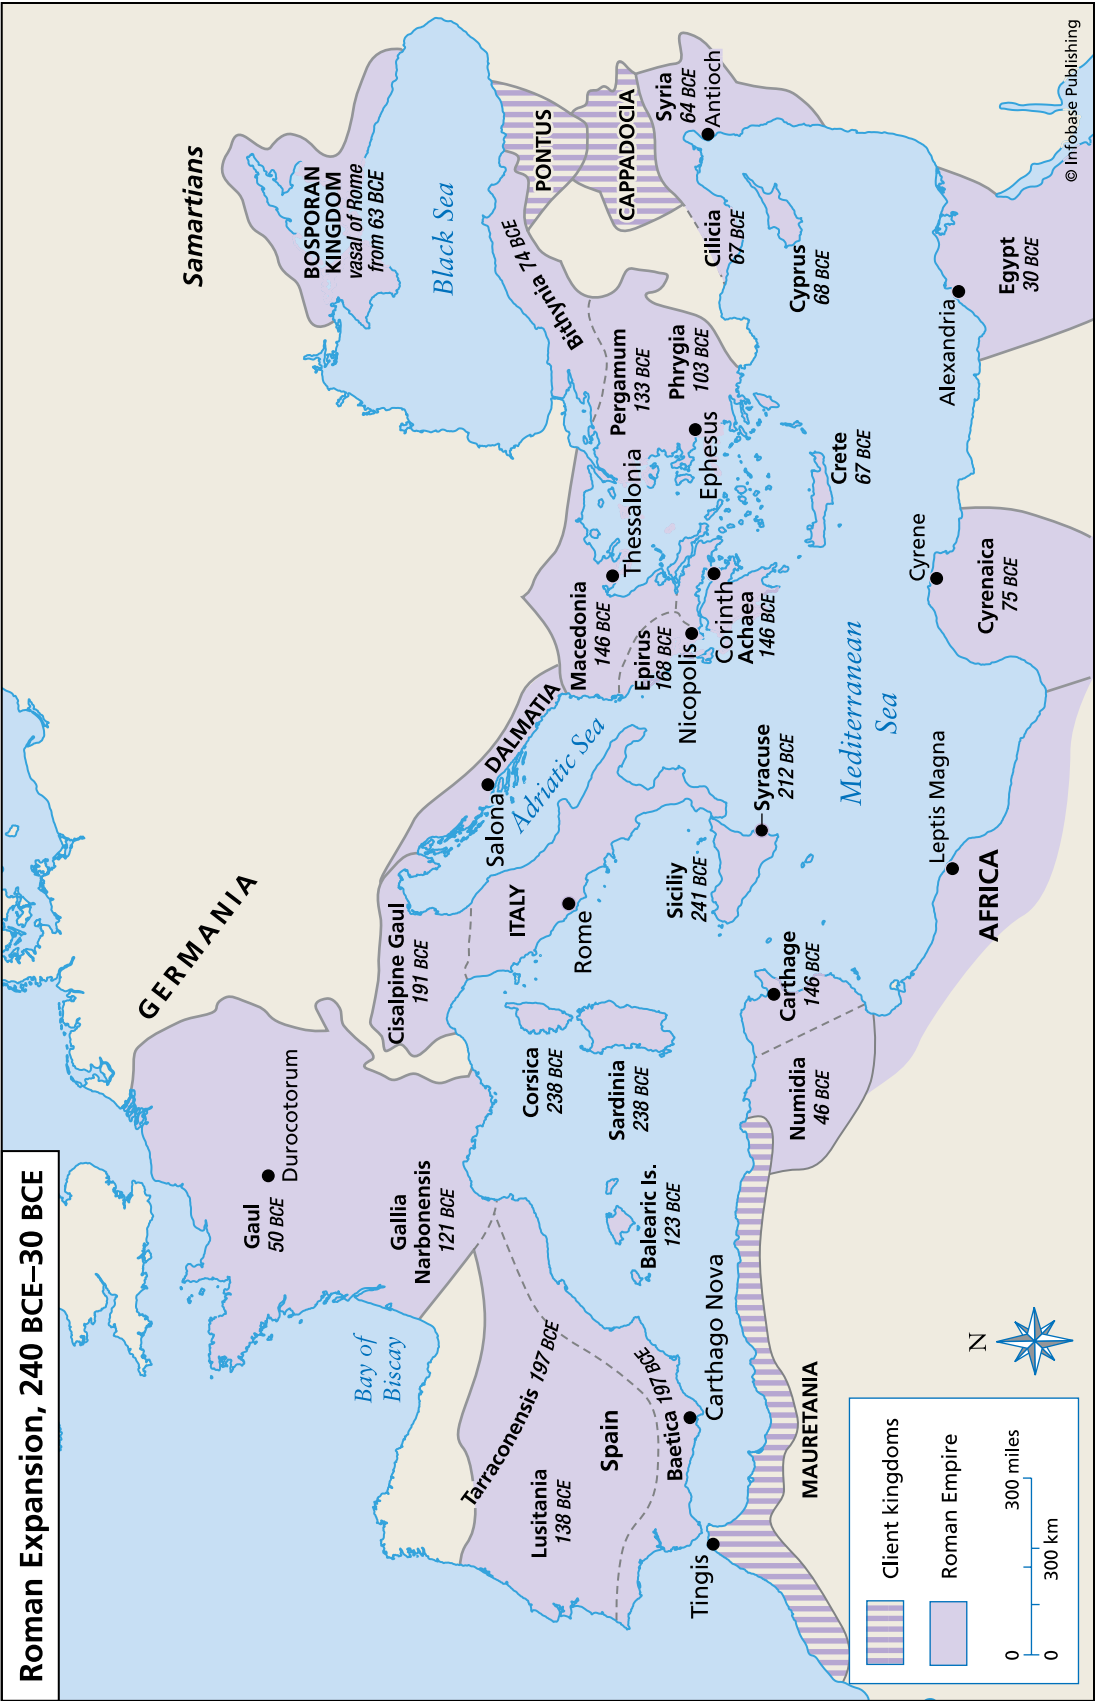 Roman Expansion, 240 BCE–30 BCE
GERMANIA
Samartians
BOSPORAN
KINGDOM
vasal of Rome
from 63 BCE
Black Sea
Gaul
50 BCE
Durocotorum
Gallia
Narbonensis
121 BCE
Bay of
Biscay
Cisalpine Gaul
191 BCE
ITALY
Rome
Salona
DALMATIA
Adriatic Sea
Macedonia
146 BCE
Thessalonia
Epirus
168 BCE
Nicopolis
Corinth
Achaea
146 BCE
Bithynia 74 BCE
Pergamum
133 BCE
Phrygia
103 BCE
Ephesus
PONTUS
CAPPADOCIA
Syria
64 BCE
Antioch
Cilicia
67 BCE
Cyprus
68 BCE
Crete
67 BCE
Tarraconensis 197 BCE
Lusitania
138 BCE
Spain
Baetica 197 BCE
Carthago Nova
Tingis
Balearic Is.
123 BCE
Corsica
238 BCE
Sardinia
238 BCE
Siciliy
241 BCE
Syracuse
212 BCE
Mediterranean
Sea
MAURETANIA
Numidia
46 BCE
Carthage
146 BCE
AFRICA
Leptis Magna
Cyrene
Cyrenaica
75 BCE
Alexandria
Egypt
30 BCE
N
Client kingdoms
Roman Empire
0 300 miles
0 300 km
© Infobase Publishing